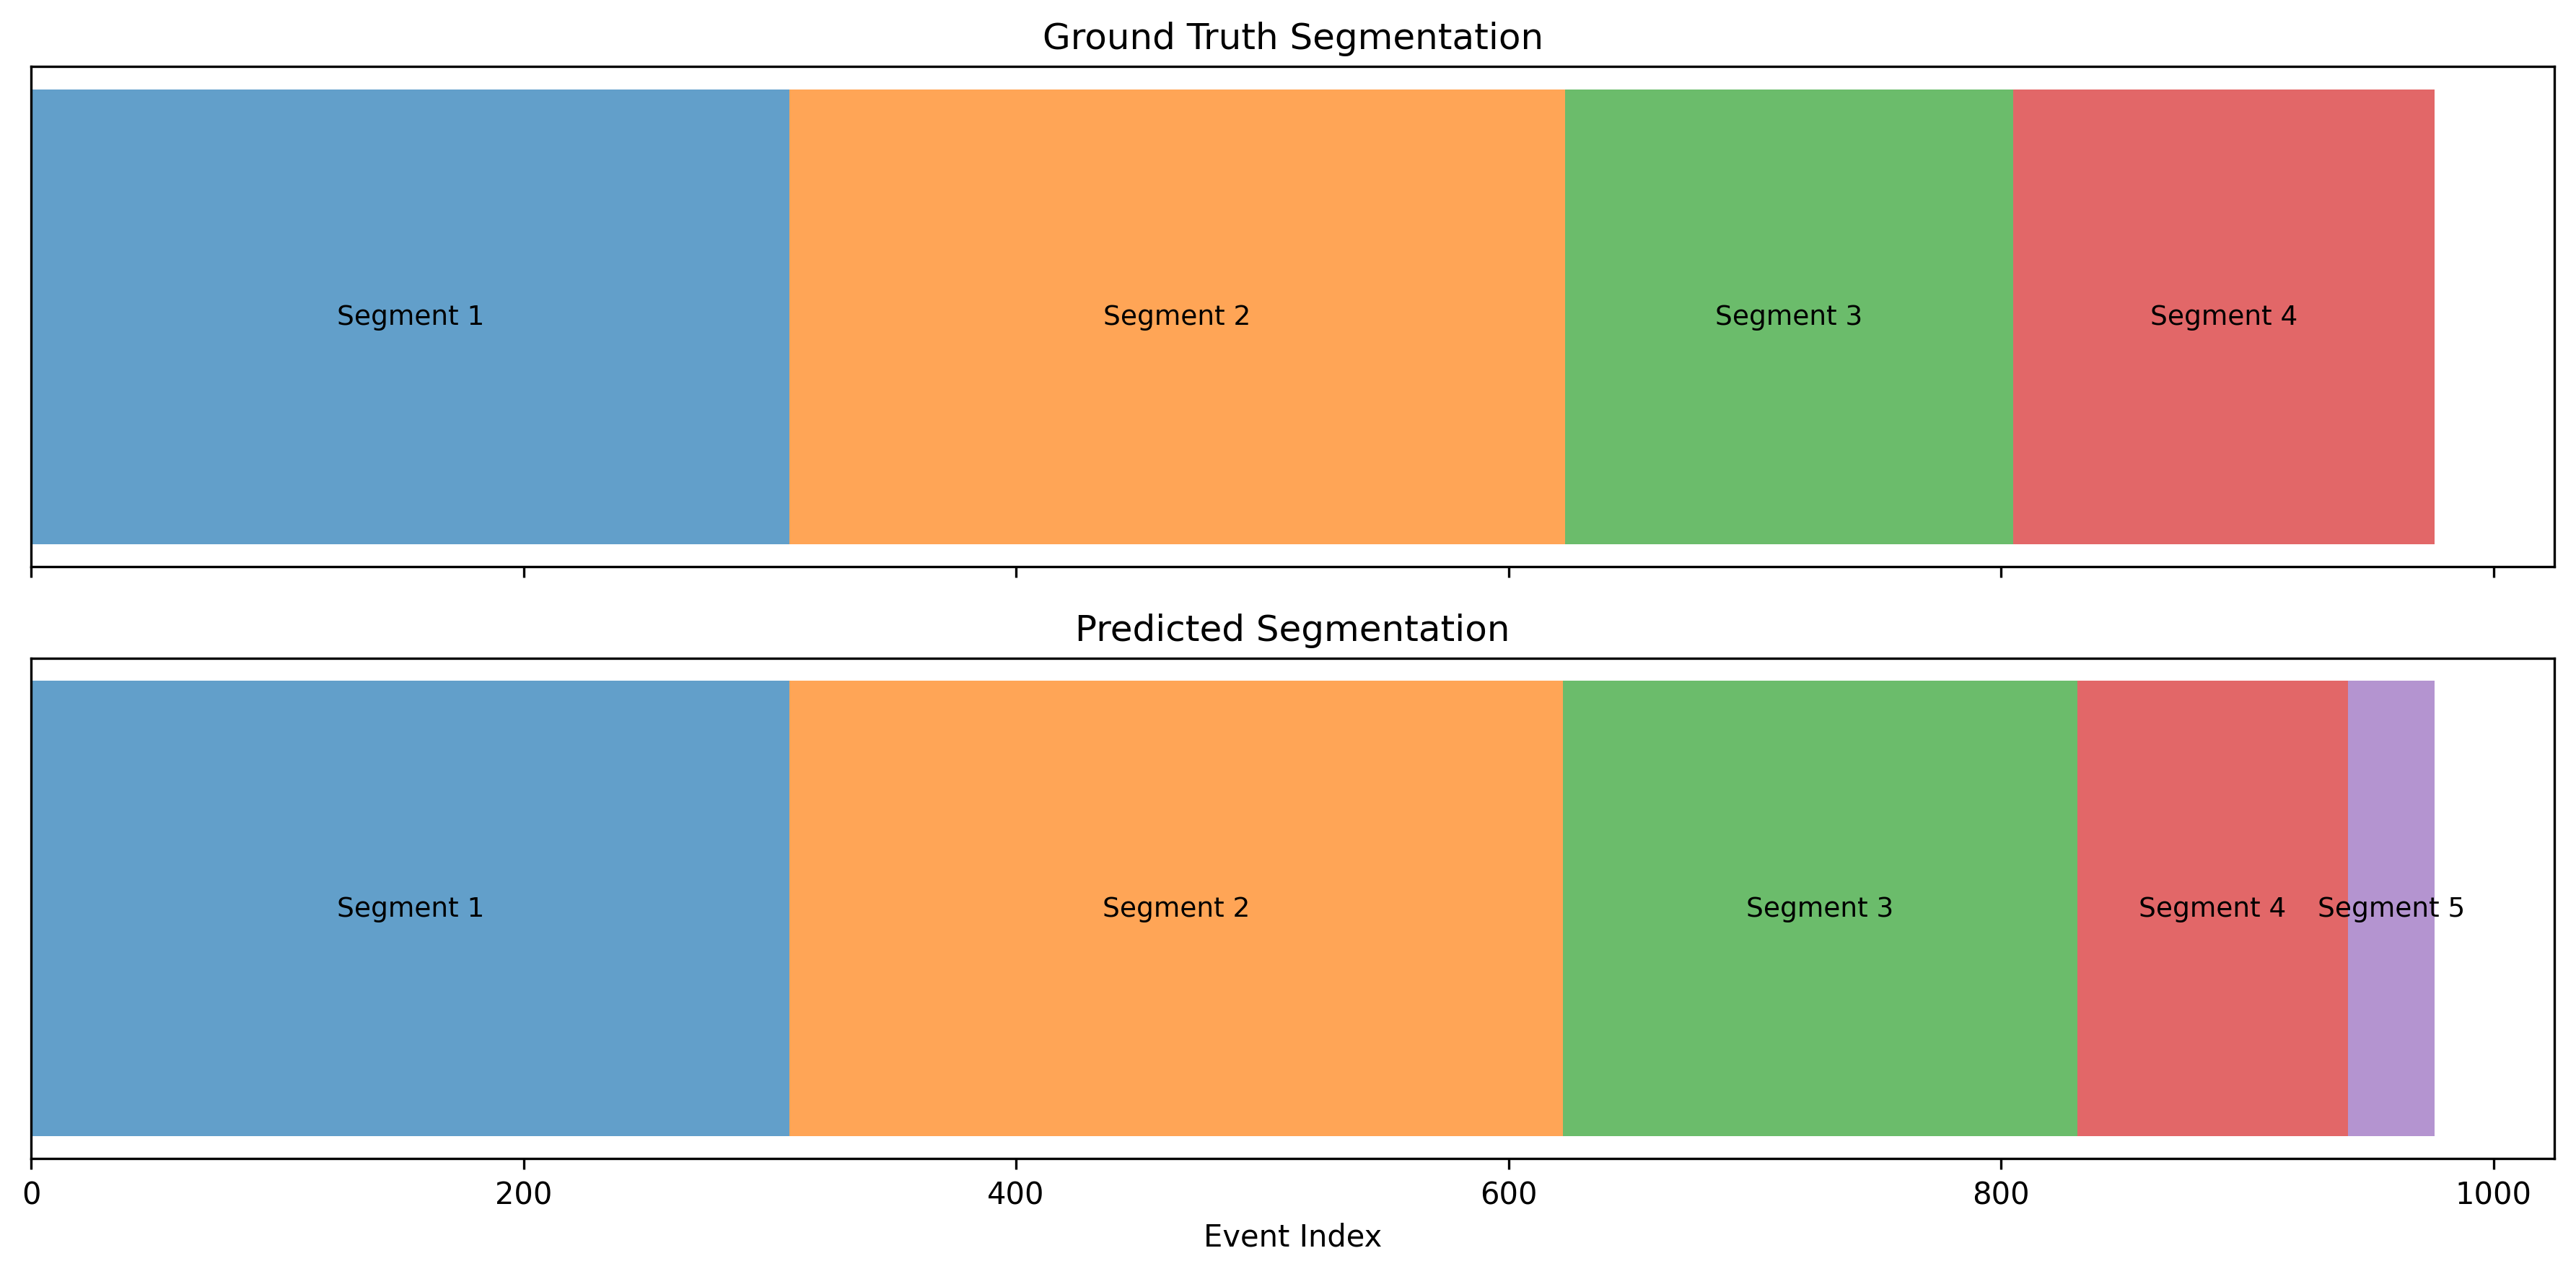 Ground Truth Segmentation
Segment 1 Segment 2 Segment 3 Segment 4
Predicted Segmentation
Segment 1 Segment 2 Segment 3 Segment 4 Segment 5
0 200 400 600 800 1000
Event Index